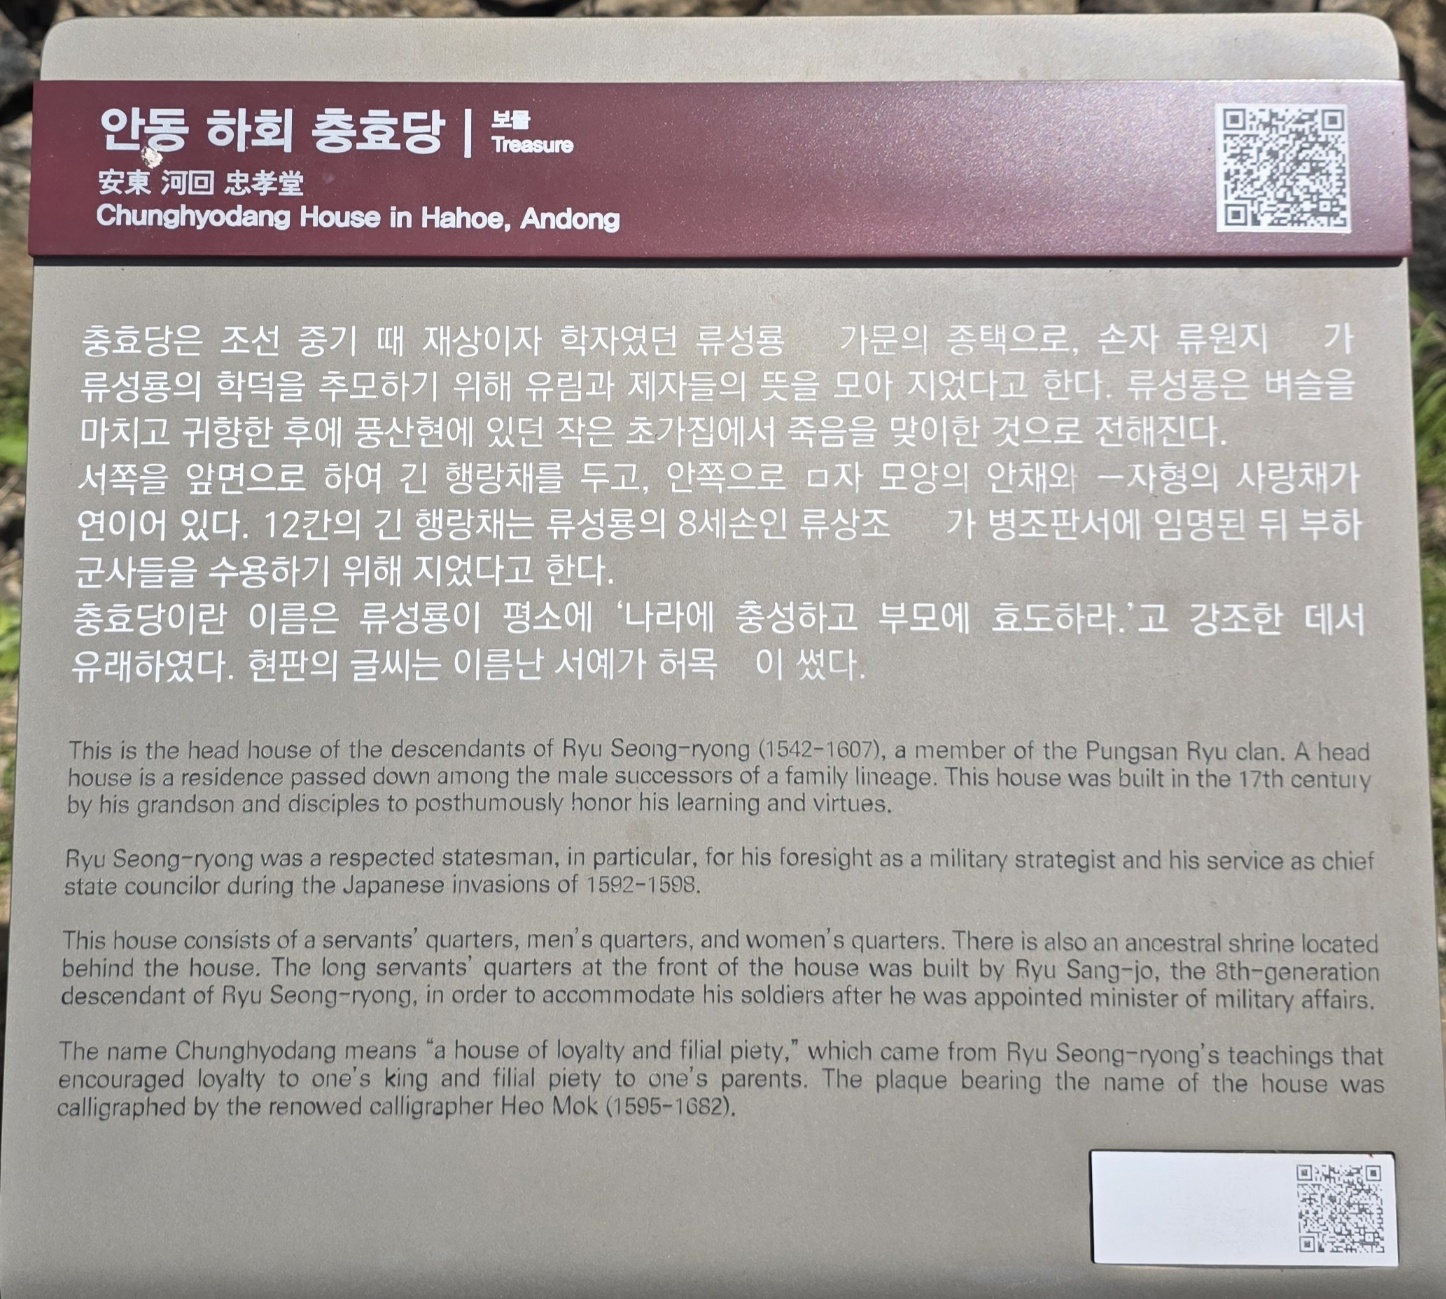 안동 하회 충효당 | 보물
Treasure
安東 河回 忠孝堂
Chunghyodang House in Hahoe, Andong
충효당은 조선 중기 때 재상이자 학자였던 류성룡 가문의 종택으로, 손자 류원지 가
류성룡의 학덕을 추모하기 위해 유림과 제자들의 뜻을 모아 지었다고 한다. 류성룡은 벼슬을
마치고 귀향한 후에 풍산현에 있던 작은 초가집에서 죽음을 맞이한 것으로 전해진다.
서쪽을 앞면으로 하여 긴 행랑채를 두고, 안쪽으로 ㅁ자 모양의 안채와 ㅡ자형의 사랑채가
연이어 있다. 12칸의 긴 행랑채는 류성룡의 8세손인 류상조 가 병조판서에 임명된 뒤 부하
군사들을 수용하기 위해 지었다고 한다.
충효당이란 이름은 류성룡이 평소에 ‘나라에 충성하고 부모에 효도하라.’고 강조한 데서
유래하였다. 현판의 글씨는 이름난 서예가 허목 이 썼다.
This is the head house of the descendants of Ryu Seong-ryong (1542-1607), a member of the Pungsan Ryu clan. A head
house is a residence passed down among the male successors of a family lineage. This house was built in the 17th century
by his grandson and disciples to posthumously honor his learning and virtues.
Ryu Seong-ryong was a respected statesman, in particular, for his foresight as a military strategist and his service as chief
state councilor during the Japanese invasions of 1592-1598.
This house consists of a servants’ quarters, men’s quarters, and women’s quarters. There is also an ancestral shrine located
behind the house. The long servants’ quarters at the front of the house was built by Ryu Sang-jo, the 8th-generation
descendant of Ryu Seong-ryong, in order to accommodate his soldiers after he was appointed minister of military affairs.
The name Chunghyodang means “a house of loyalty and filial piety,” which came from Ryu Seong-ryong’s teachings that
encouraged loyalty to one’s king and filial piety to one’s parents. The plaque bearing the name of the house was
calligraphed by the renowed calligrapher Heo Mok (1595-1682).